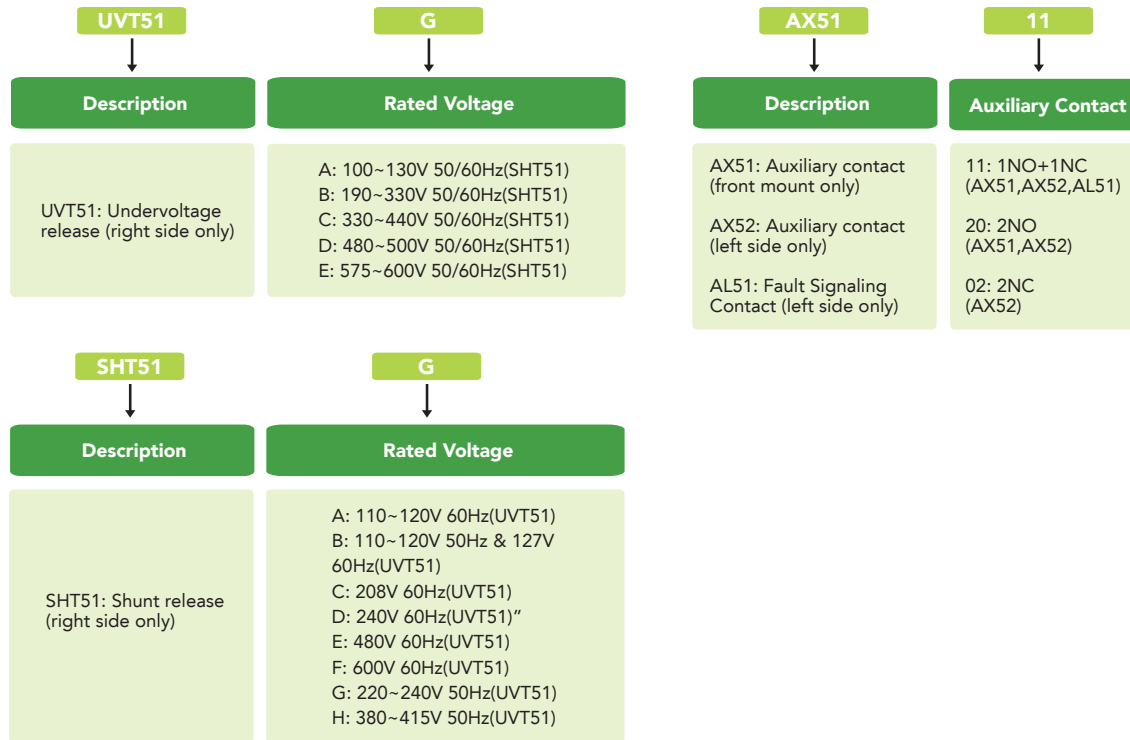 UVT51
G
Description
Rated Voltage
UVT51: Undervoltage
release (right side only)
A: 100~130V 50/60Hz(SHT51)
B: 190~330V 50/60Hz(SHT51)
C: 330~440V 50/60Hz(SHT51)
D: 480~500V 50/60Hz(SHT51)
E: 575~600V 50/60Hz(SHT51)
AX51
11
Description
Auxiliary Contact
AX51: Auxiliary contact
(front mount only)
AX52: Auxiliary contact
(left side only)
AL51: Fault Signaling
Contact (left side only)
11: 1NO+1NC
(AX51,AX52,AL51)
20: 2NO
(AX51,AX52)
02: 2NC
(AX52)
SHT51
G
Description
Rated Voltage
SHT51: Shunt release
(right side only)
A: 110~120V 60Hz(UVT51)
B: 110~120V 50Hz & 127V
60Hz(UVT51)
C: 208V 60Hz(UVT51)
D: 240V 60Hz(UVT51)”
E: 480V 60Hz(UVT51)
F: 600V 60Hz(UVT51)
G: 220~240V 50Hz(UVT51)
H: 380~415V 50Hz(UVT51)